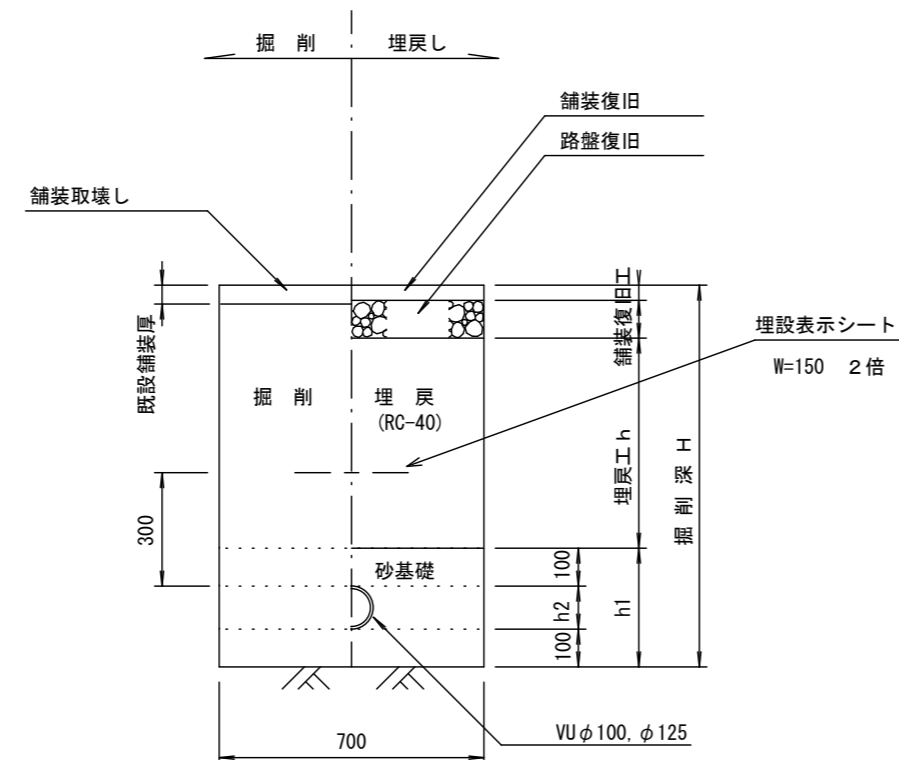 掘 削
埋戻し
舗装復旧
路盤復旧
舗装取壊し
既設舗装厚
舗装復旧工
埋設表示シート
W=150 2倍
掘 削
埋 戻
(RC-40)
埋戻工h
掘削深H
300
砂基礎
100
h2
100
h1
700
VUφ100, φ125